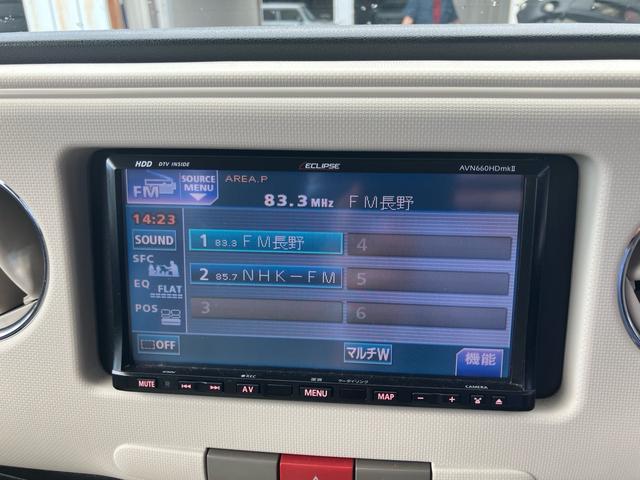 HDD DTV INSIDE ECLIPSE AVN660HDmkII
FM SOURCE MENU AREA.P
83.3 MHz FM長野
14:23
SOUND
1 83.3 FM長野 4
SFC
2 85.7 NHK-FM 5
EQ FLAT
POS 3 6
OFF マルチW 機能
REC CAMERA
MUTE AV MENU MAP - +